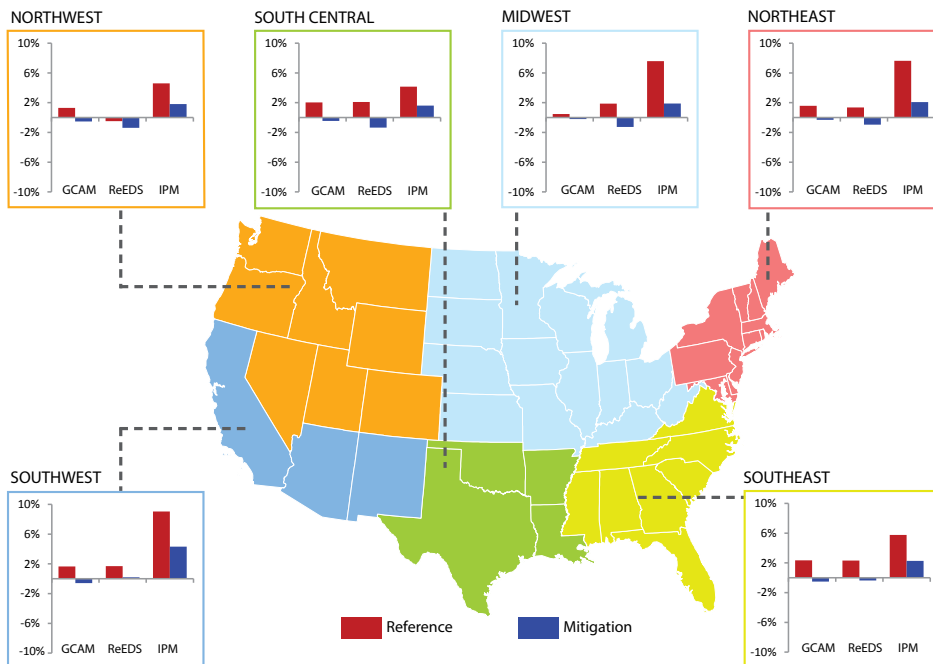 NORTHWEST
10%
6%
2%
-2%
-6%
-10%
GCAM ReEDS IPM
SOUTH CENTRAL
10%
6%
2%
-2%
-6%
-10%
GCAM ReEDS IPM
MIDWEST
10%
6%
2%
-2%
-6%
-10%
GCAM ReEDS IPM
NORTHEAST
10%
6%
2%
-2%
-6%
-10%
GCAM ReEDS IPM
SOUTHWEST
10%
6%
2%
-2%
-6%
-10%
GCAM ReEDS IPM
SOUTHEAST
10%
6%
2%
-2%
-6%
-10%
GCAM ReEDS IPM
Reference Mitigation